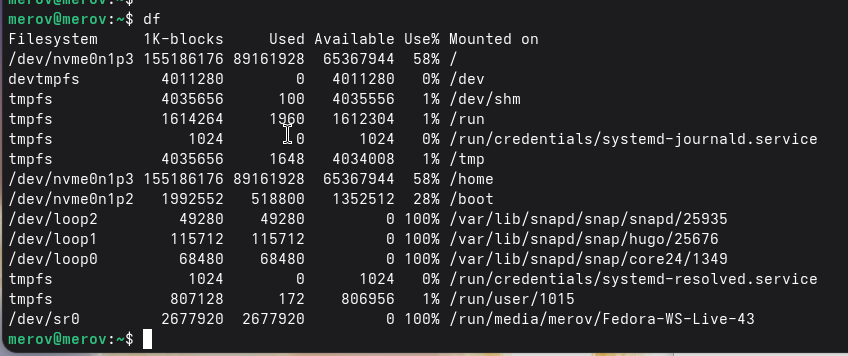 merov@merov:~$ df
Filesystem     1K-blocks     Used Available Use% Mounted on
/dev/nvme0n1p3 155186176 89161928  65367944  58% /
devtmpfs         4011280        0   4011280   0% /dev
tmpfs            4035656      100   4035556   1% /dev/shm
tmpfs            1614264     1960   1612304   1% /run
tmpfs               1024        0      1024   0% /run/credentials/systemd-journald.service
tmpfs            4035656     1648   4034008   1% /tmp
/dev/nvme0n1p3 155186176 89161928  65367944  58% /home
/dev/nvme0n1p2   1992552   518800   1352512  28% /boot
/dev/loop2         49280    49280         0 100% /var/lib/snapd/snap/snapd/25935
/dev/loop1        115712   115712         0 100% /var/lib/snapd/snap/hugo/25676
/dev/loop0         68480    68480         0 100% /var/lib/snapd/snap/core24/1349
tmpfs               1024        0      1024   0% /run/credentials/systemd-resolved.service
tmpfs             807128      172    806956   1% /run/user/1015
/dev/sr0         2677920  2677920         0 100% /run/media/merov/Fedora-WS-Live-43
merov@merov:~$